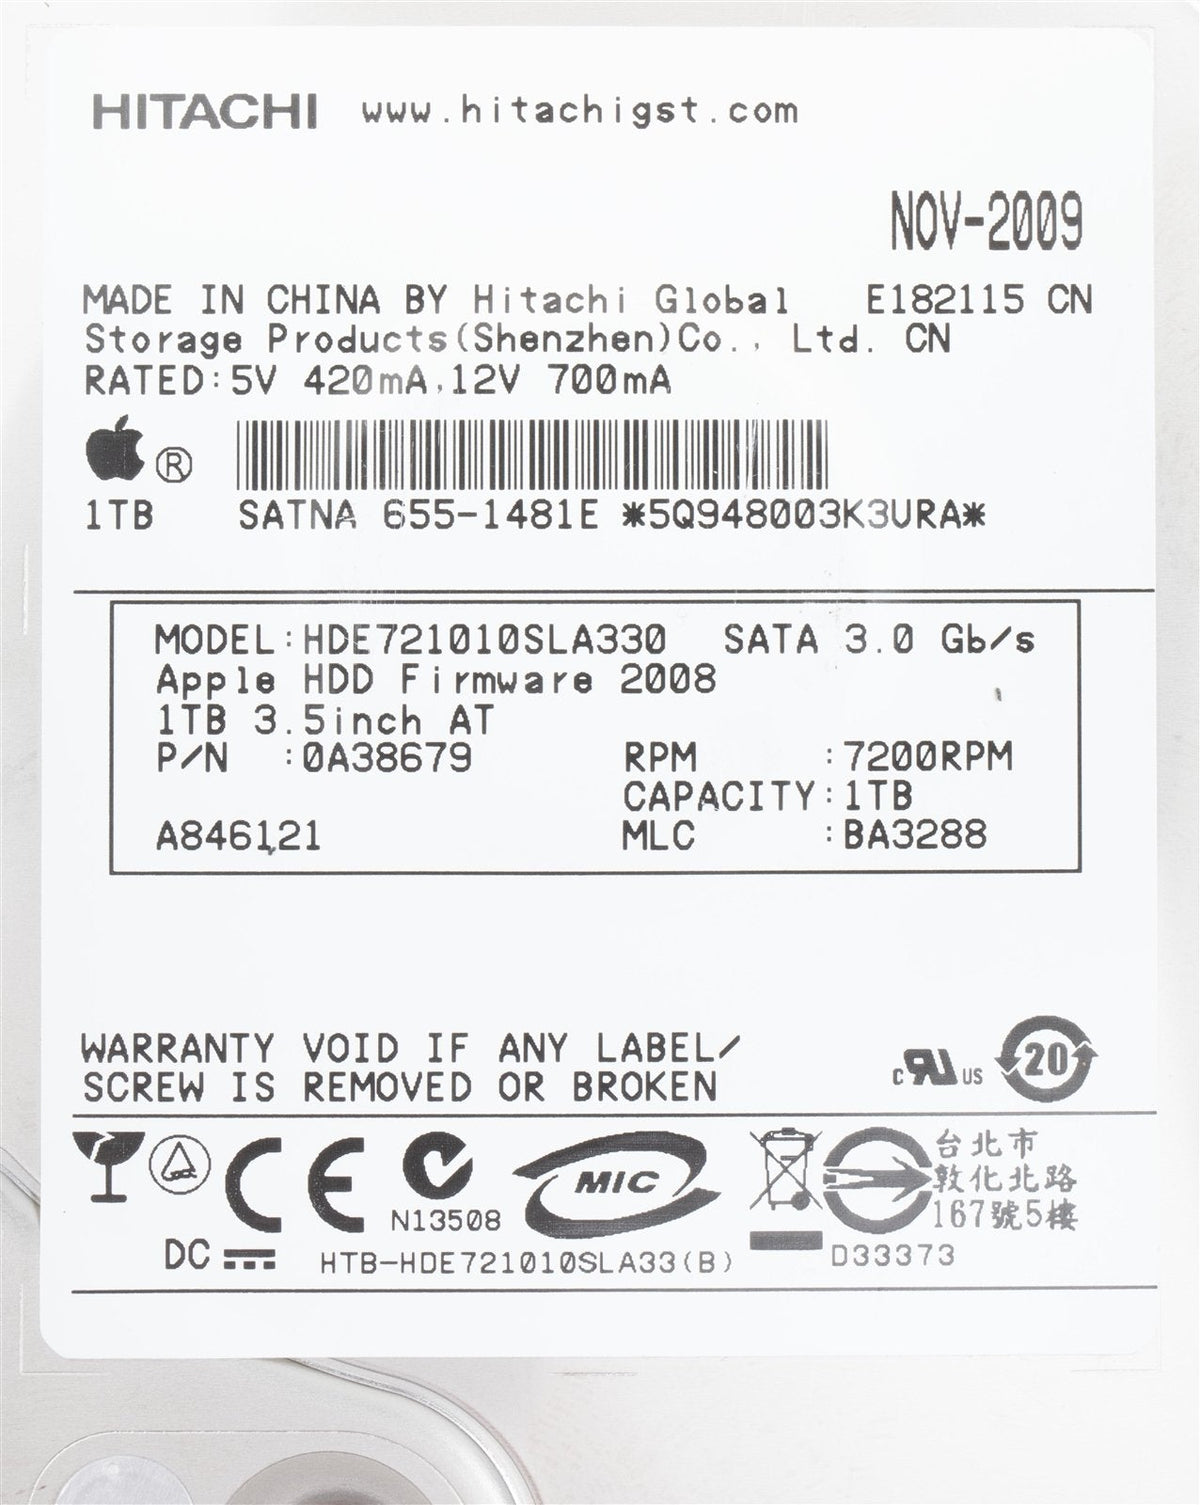 HITACHI www.hitachigst.com
NOV-2009
MADE IN CHINA BY Hitachi Global E182115 CN
Storage Products(Shenzhen)Co., Ltd. CN
RATED:5V 420mA,12V 700mA
®
1TB SATNA 655-1481E *5Q948003K3URA*
MODEL:HDE721010SLA330 SATA 3.0 Gb/s
Apple HDD Firmware 2008
1TB 3.5inch AT
P/N :0A38679 RPM :7200RPM
CAPACITY:1TB
A846121 MLC :BA3288
WARRANTY VOID IF ANY LABEL/
SCREW IS REMOVED OR BROKEN
c RU US 20
CE N13508 MIC
台北市
敦化北路
167號5樓
DC HTB-HDE721010SLA33(B) D33373